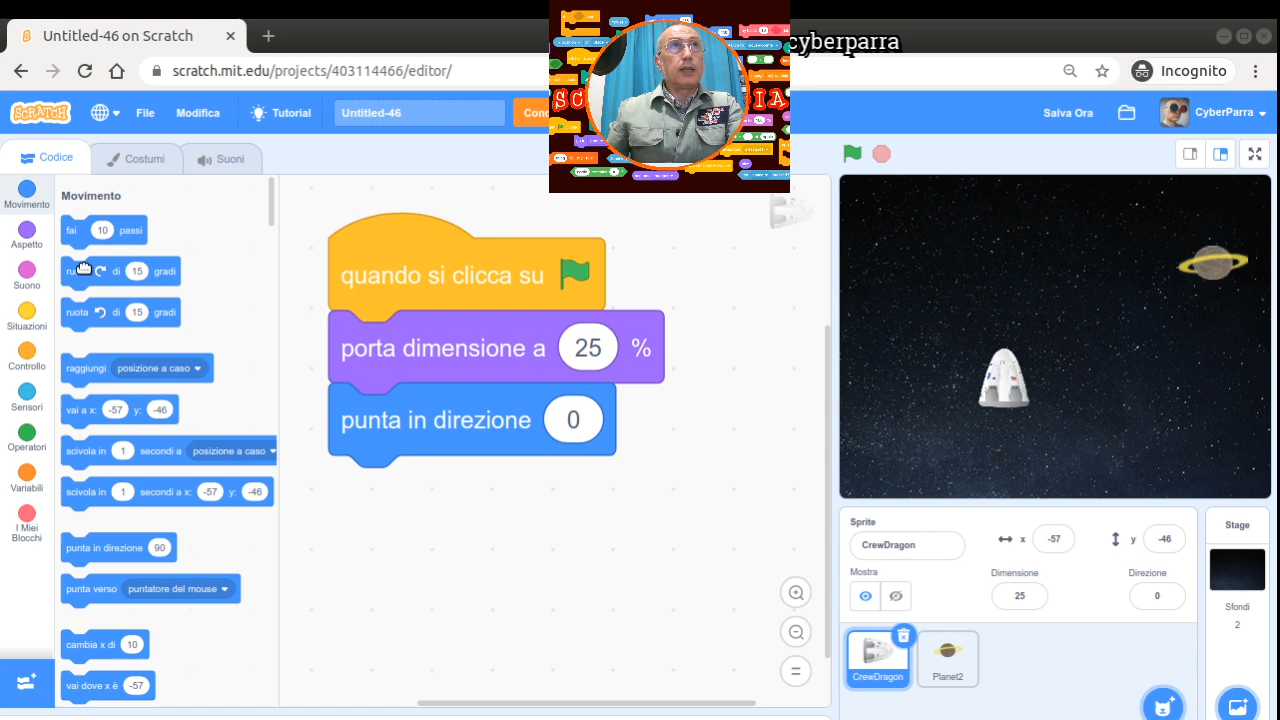 Untitled-46 on Scratch
cyberparra
scratch.mit.edu/projects/403114466/editor/
Incognito
SCRATCH
File
Modifica
Tutorial
Untitled-46
Salva Ora
CyberParra
Codice
Costumi
Suoni
Movimento
Aspetto
Suono
Situazioni
Controllo
Sensori
Operatori
Variabili
I Miei
Blocchi
Movimento
fai 10 passi
di 15 gradi
ruota di 15 gradi
raggiungi posizione a caso
vai a x: -57 y: -46
scivola in 1 secondi a posizione a caso
scivola in 1 secondi a x: -57 y: -46
punta in direzione 90
punta verso puntatore del mouse
cambia x di 10
vai dove x è -57
quando si clicca su
porta dimensione a 25 %
punta in direzione 0
Sprite
CrewDragon
x -57
y -46
Mostra
Dimensione
25
Direzione
0
CrewDragon
Planet2
Stage
Sfondi
2